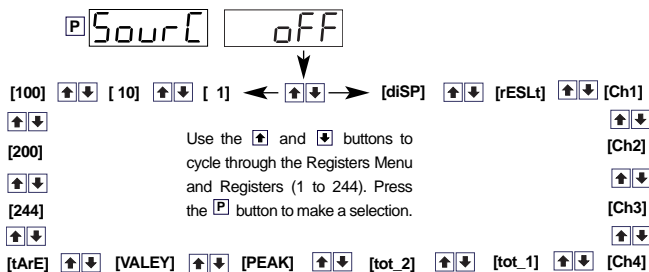 P SourC oFF
[100] [ 10] [ 1] [diSP] [rESLt] [Ch1]
[200] [Ch2]
Use the and buttons to
cycle through the Registers Menu
and Registers (1 to 244). Press
the P button to make a selection.
[244] [Ch3]
[tArE] [VALEY] [PEAK] [tot_2] [tot_1] [Ch4]